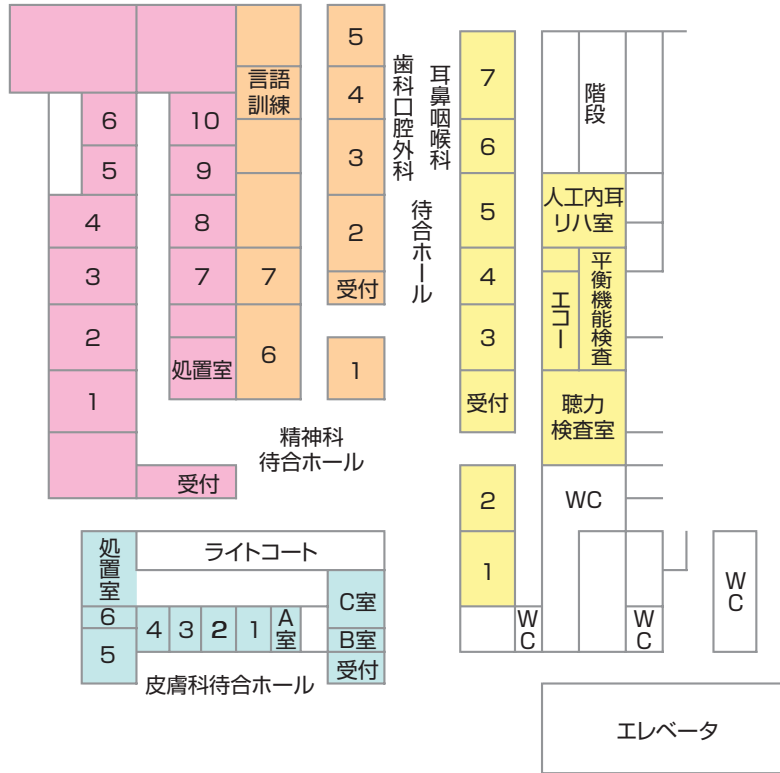 6
5
4
3
2
1
受付
10
9
8
7
処置室
言語
訓練
7
6
5
4
3
2
受付
1
歯科口腔外科
耳鼻咽喉科
待合ホール
精神科
待合ホール
7
6
5
4
3
受付
2
1
階段
人工内耳
リハ室
エコー
平衡機能検査
聴力
検査室
WC
WC
WC
WC
処置室
ライトコート
6
5
4
3
2
1
A
室
C室
B室
受付
皮膚科待合ホール
エレベータ